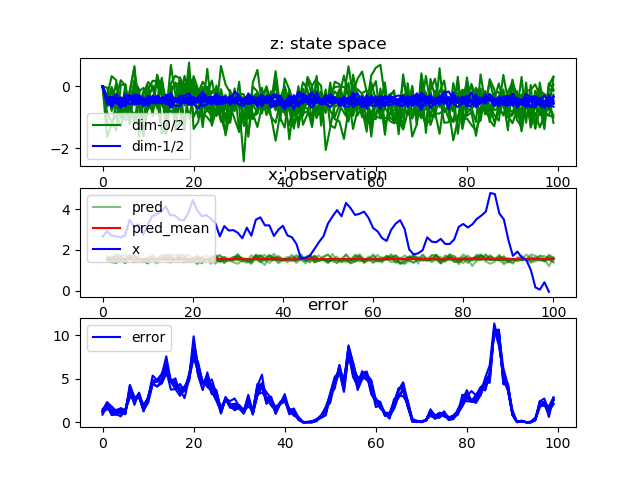 z: state space
0
−2
dim-0/2
dim-1/2
0 20 40 60 80 100
x: observation
4
2
0
pred
pred_mean
x
0 20 40 60 80 100
error
10
5
0
error
0 20 40 60 80 100